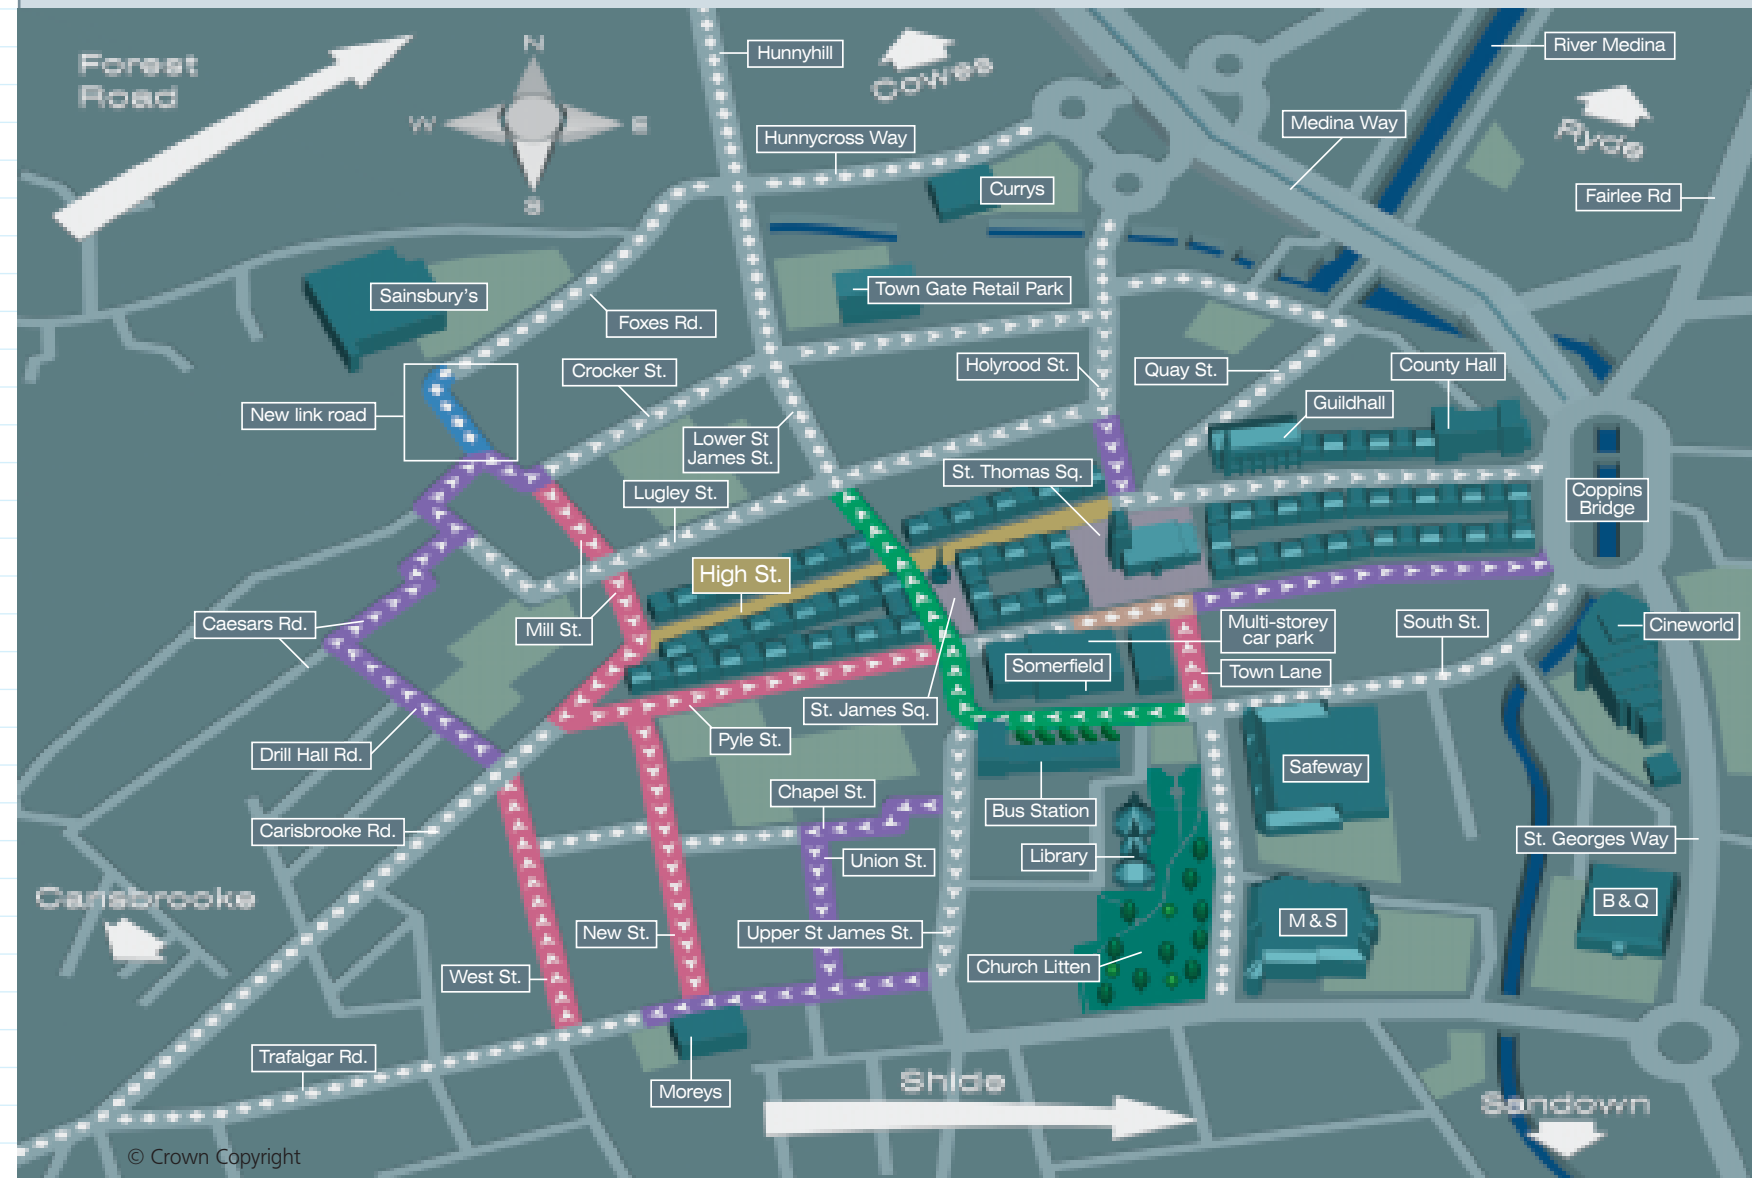 Hunnyhill
River Medina
Forest
Road
N
Cowes
W
E
S
Hunnycross Way
Medina Way
Ryde
Currys
Fairlee Rd
Sainsbury's
Town Gate Retail Park
Foxes Rd.
Crocker St.
Holyrood St.
Quay St.
County Hall
Guildhall
New link road
Lower St
James St.
St. Thomas Sq.
Lugley St.
Coppins
Bridge
High St.
Caesars Rd.
Mill St.
Multi-storey
car park
South St.
Cineworld
Somerfield
Town Lane
St. James Sq.
Pyle St.
Drill Hall Rd.
Safeway
Chapel St.
Bus Station
Carisbrooke Rd.
St. Georges Way
Union St.
Library
Carisbrooke
B & Q
M & S
New St.
Upper St James St.
Church Litten
West St.
Trafalgar Rd.
Moreys
Shide
Sandown
© Crown Copyright